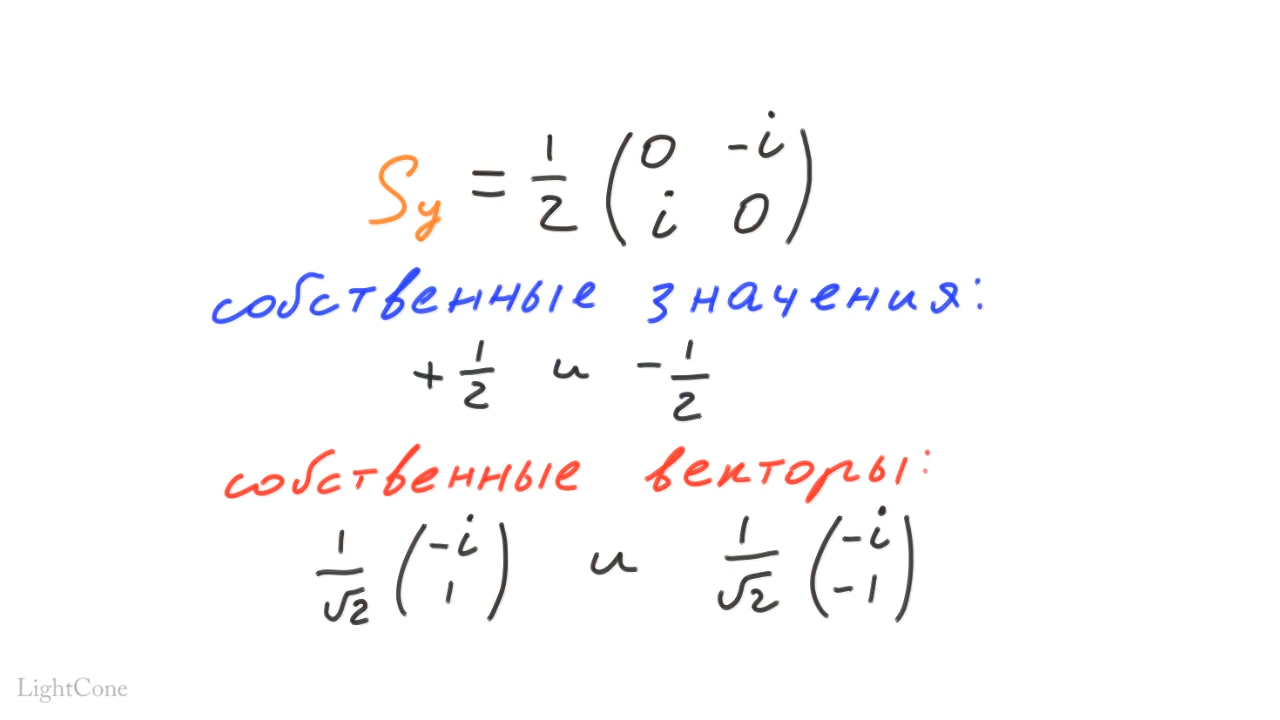 Sy = 1/2 (0 -i; i 0)
собственные значения:
+ 1/2 и - 1/2
собственные векторы:
1/√2 (-i; 1) и 1/√2 (-i; -1)
LightCone